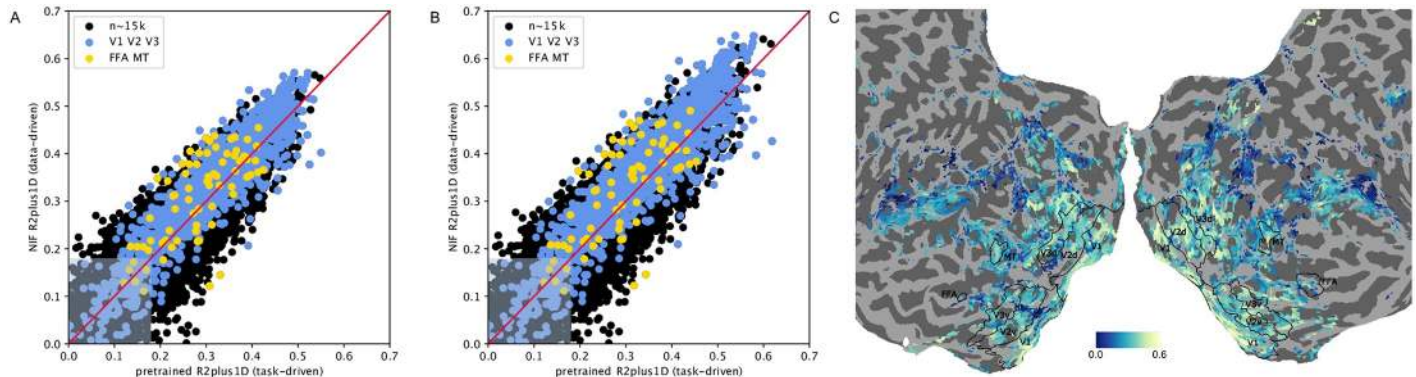 A
n~15k
V1 V2 V3
FFA MT
NIF R2plus1D (data-driven)
0.7
0.6
0.5
0.4
0.3
0.2
0.1
0.0
0.0 0.1 0.2 0.3 0.4 0.5 0.6 0.7
pretrained R2plus1D (task-driven)
B
n~15k
V1 V2 V3
FFA MT
NIF R2plus1D (data-driven)
0.7
0.6
0.5
0.4
0.3
0.2
0.1
0.0
0.0 0.1 0.2 0.3 0.4 0.5 0.6 0.7
pretrained R2plus1D (task-driven)
C
V3d
V2d
V1
MT
V3d V2d V1
MT
FFA
FFA
V3v
V2v
V1
V3v
V2v
V1
0.0 0.6